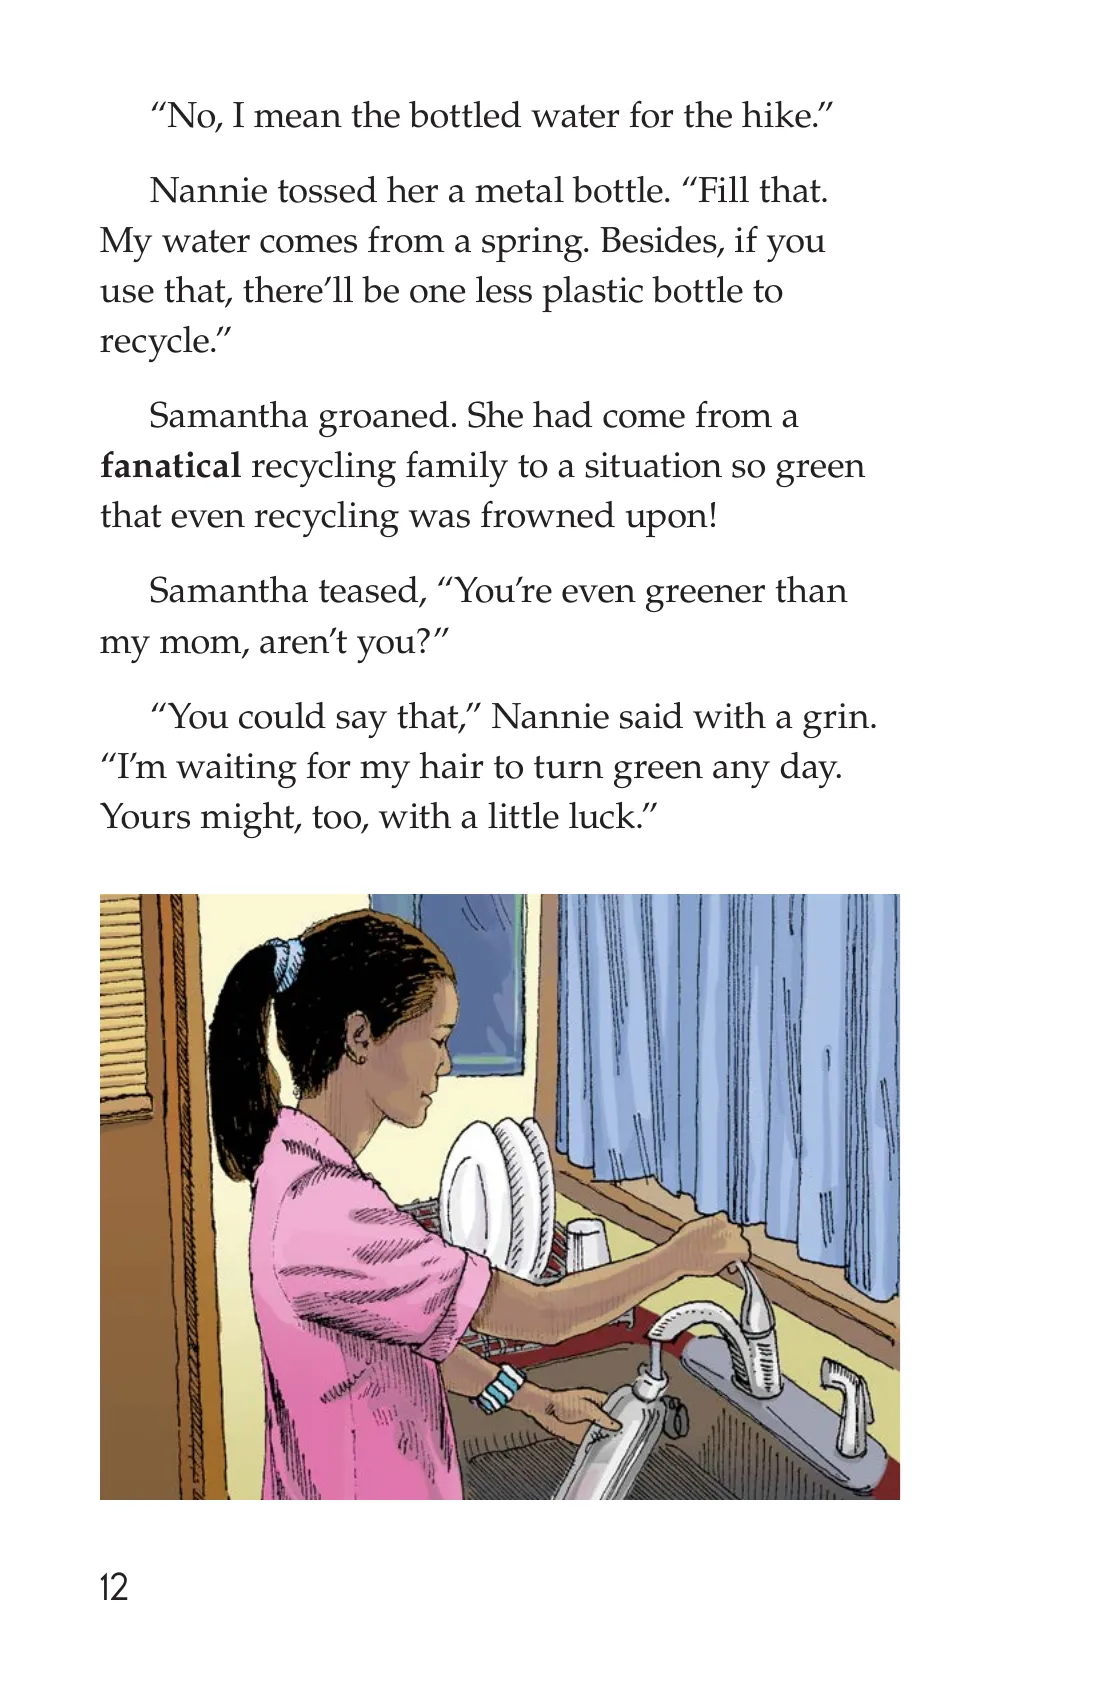 “No, I mean the bottled water for the hike.”
Nannie tossed her a metal bottle. “Fill that.
My water comes from a spring. Besides, if you
use that, there’ll be one less plastic bottle to
recycle.”
Samantha groaned. She had come from a
fanatical recycling family to a situation so green
that even recycling was frowned upon!
Samantha teased, “You’re even greener than
my mom, aren’t you?”
“You could say that,” Nannie said with a grin.
“I’m waiting for my hair to turn green any day.
Yours might, too, with a little luck.”
12